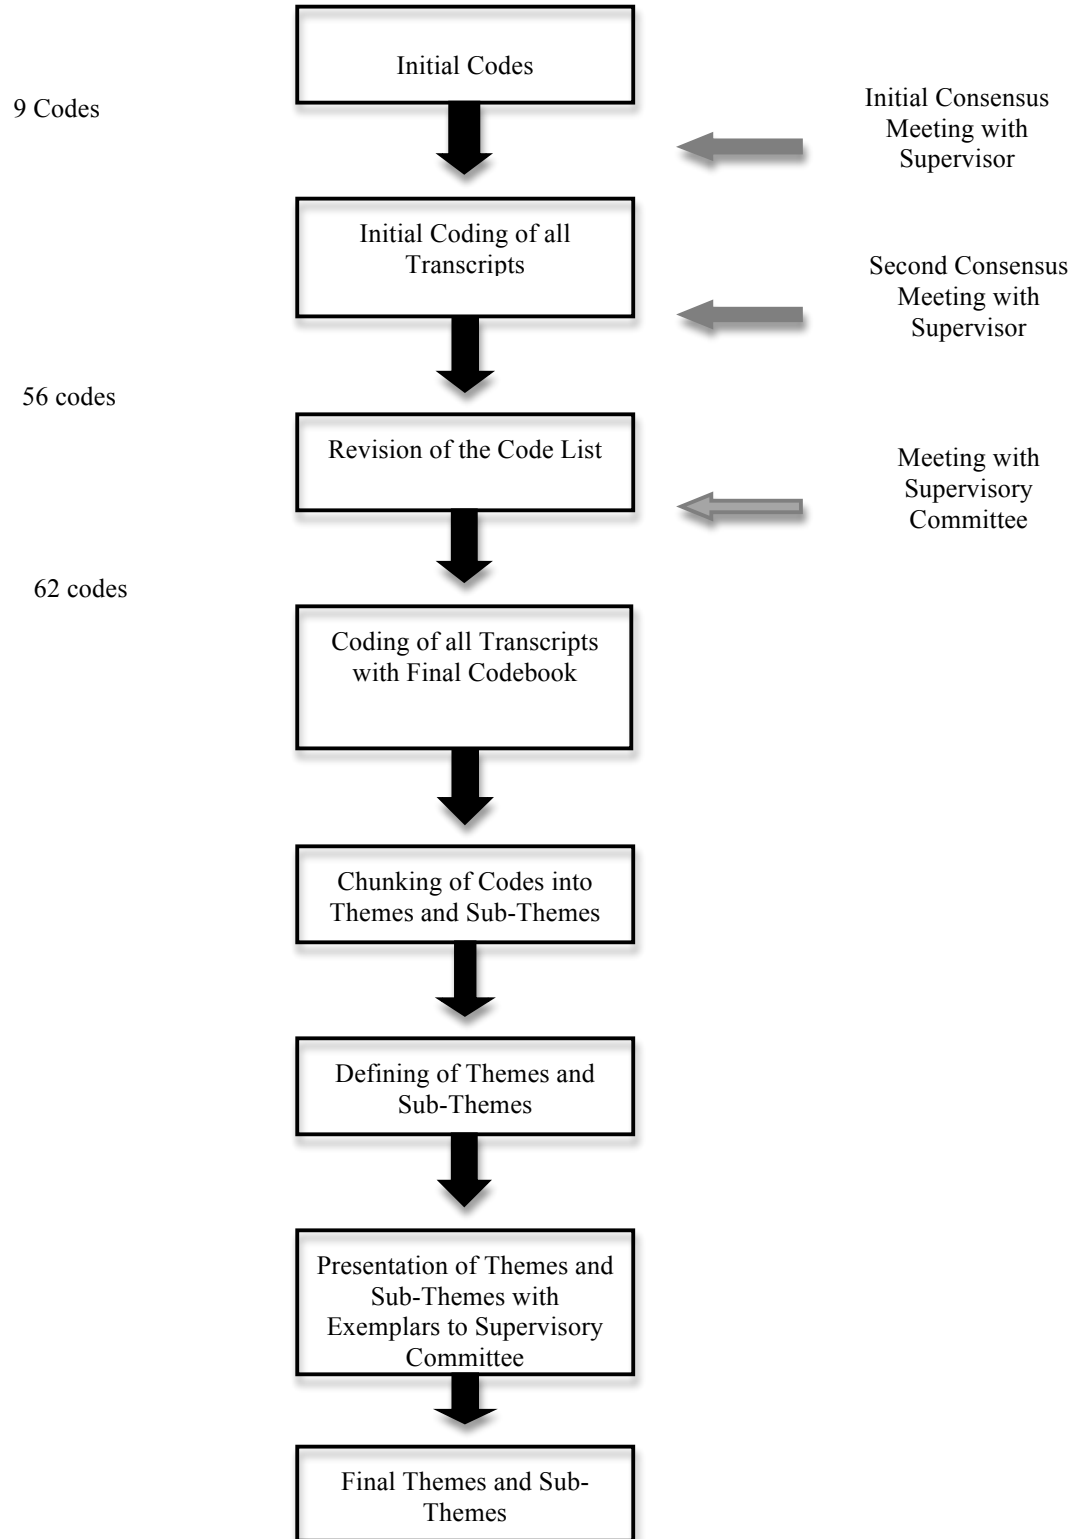 Initial Codes
9 Codes
Initial Consensus
Meeting with
Supervisor
Initial Coding of all
Transcripts
Second Consensus
Meeting with
Supervisor
56 codes
Revision of the Code List
Meeting with
Supervisory
Committee
62 codes
Coding of all Transcripts
with Final Codebook
Chunking of Codes into
Themes and Sub-Themes
Defining of Themes and
Sub-Themes
Presentation of Themes and
Sub-Themes with
Exemplars to Supervisory
Committee
Final Themes and Sub-
Themes